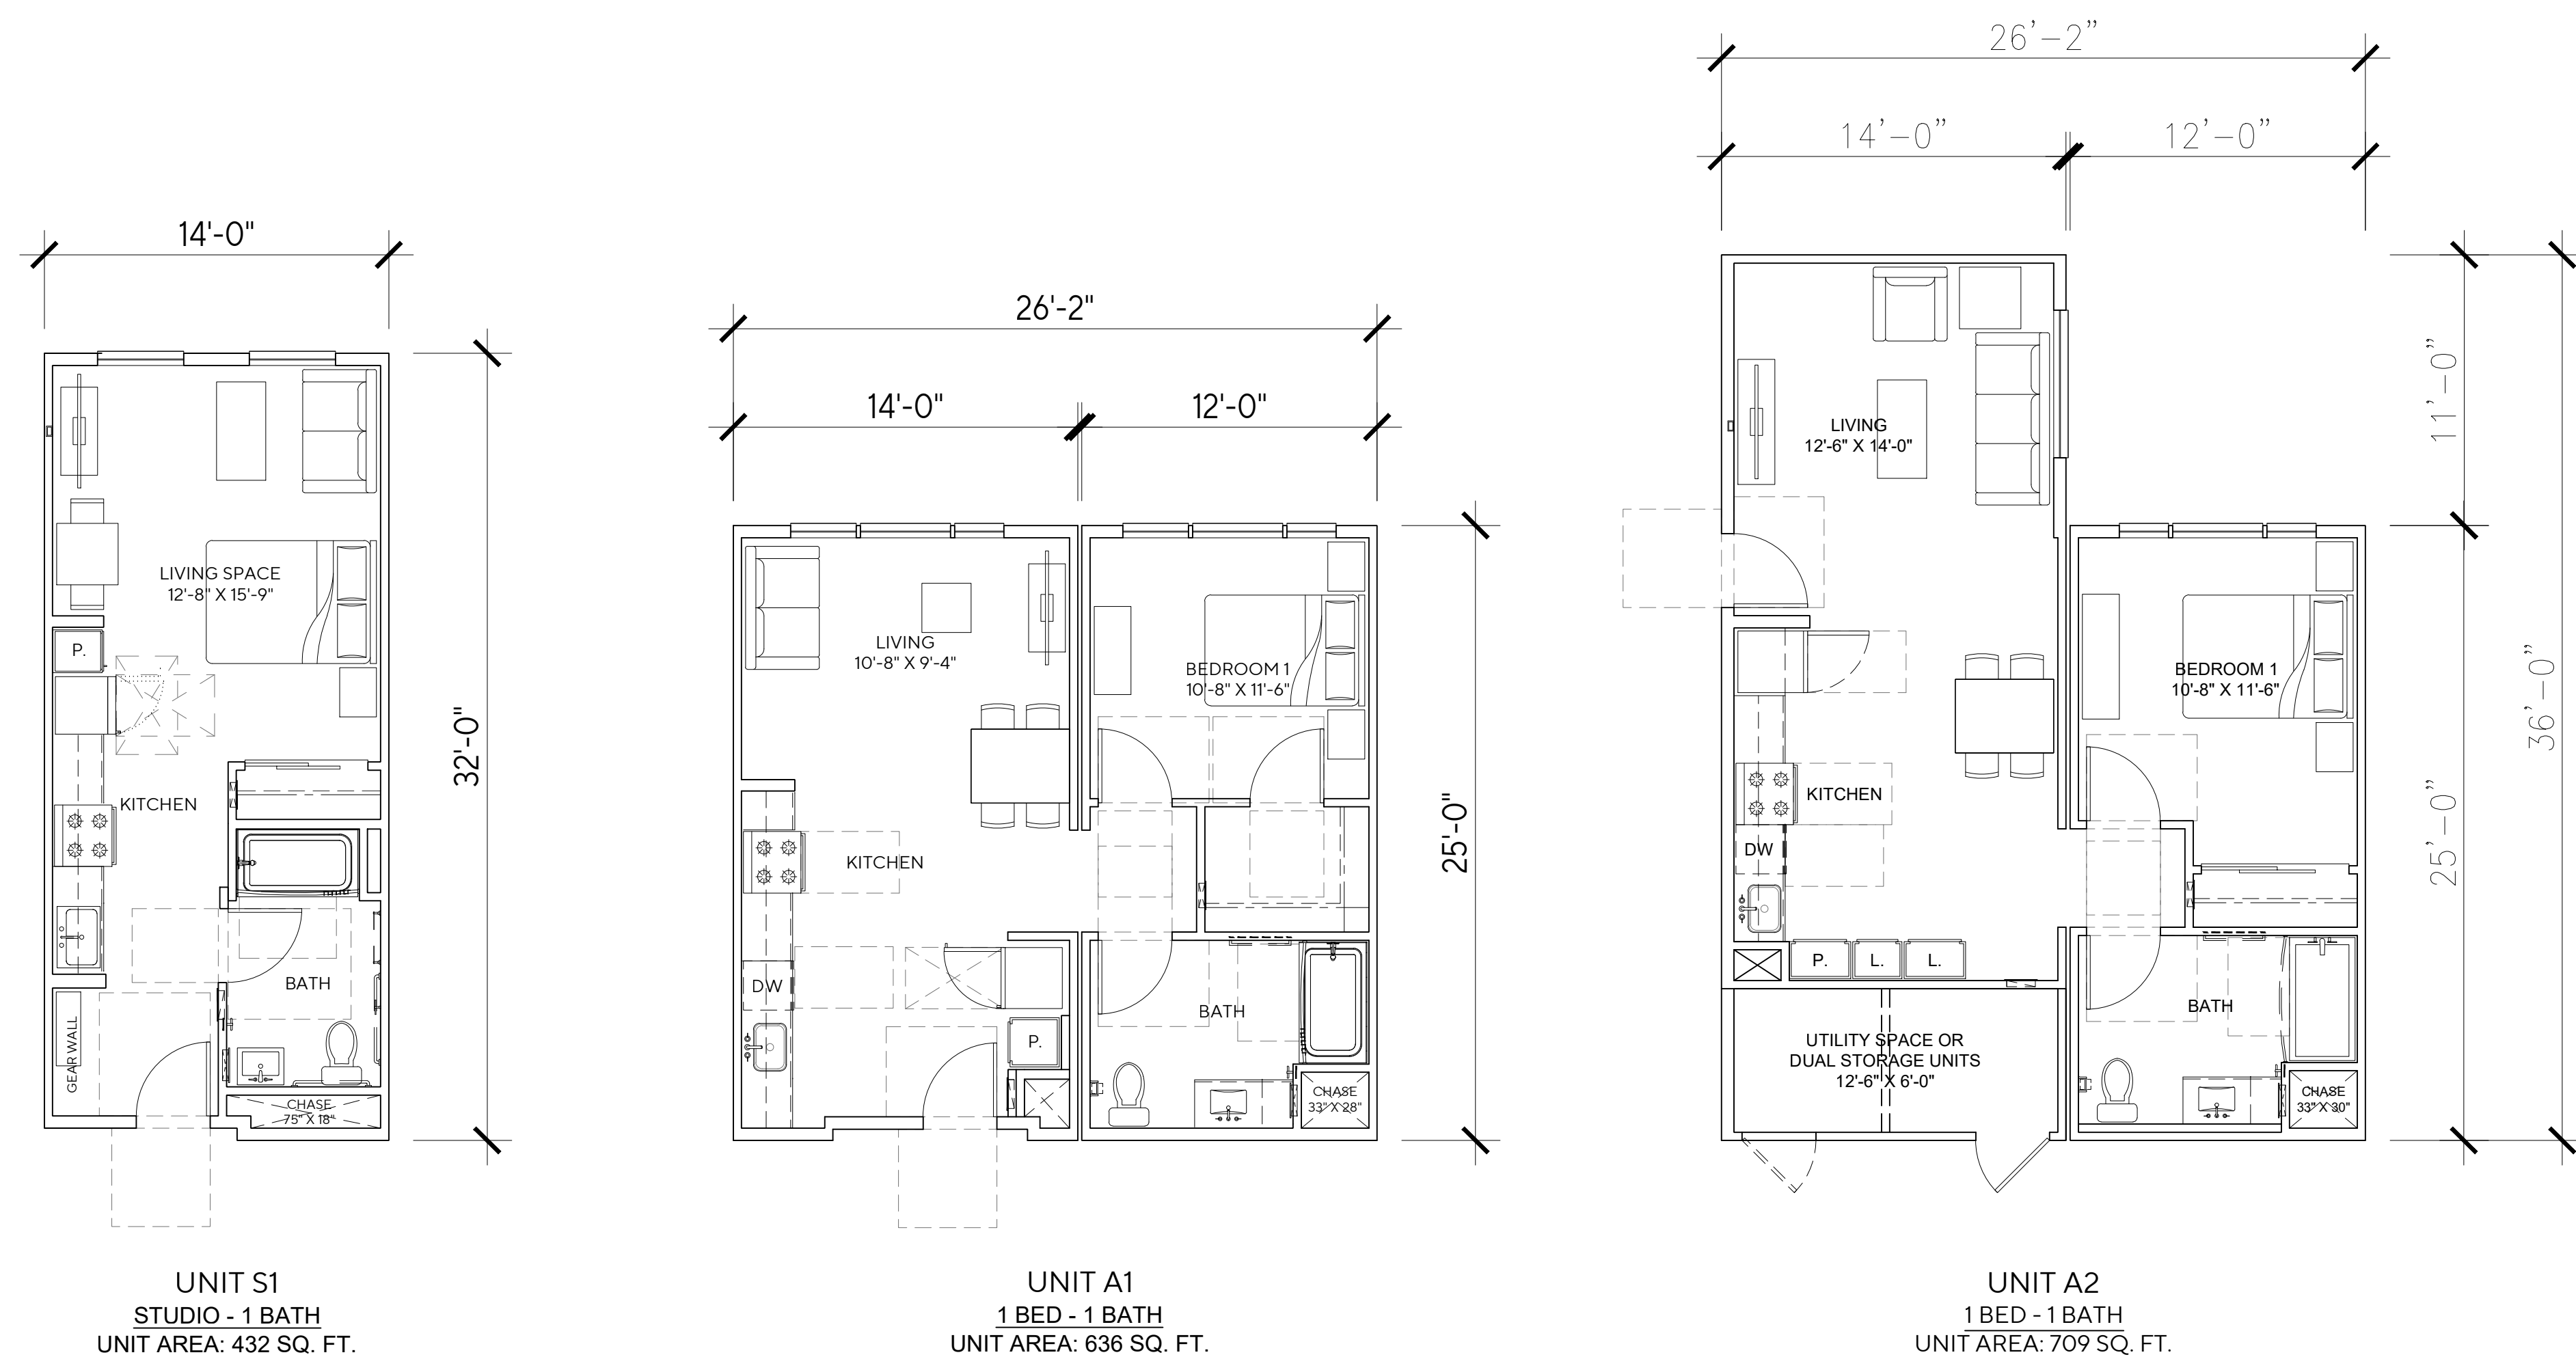 14'-0"
32'-0"
LIVING SPACE
12'-8" X 15'-9"
P.
KITCHEN
BATH
GEAR WALL
CHASE
75" X 18"
UNIT S1
STUDIO - 1 BATH
UNIT AREA: 432 SQ. FT.
26'-2"
14'-0"
12'-0"
25'-0"
LIVING
10'-8" X 9'-4"
BEDROOM 1
10'-8" X 11'-6"
KITCHEN
DW
BATH
P.
CHASE
33" X 28"
UNIT A1
1 BED - 1 BATH
UNIT AREA: 636 SQ. FT.
26'-2"
14'-0"
12'-0"
11'-0"
36'-0"
25'-0"
LIVING
12'-6" X 14'-0"
BEDROOM 1
10'-8" X 11'-6"
KITCHEN
DW
P.
L.
L.
BATH
UTILITY SPACE OR
DUAL STORAGE UNITS
12'-6" X 6'-0"
CHASE
33" X 30"
UNIT A2
1 BED - 1 BATH
UNIT AREA: 709 SQ. FT.